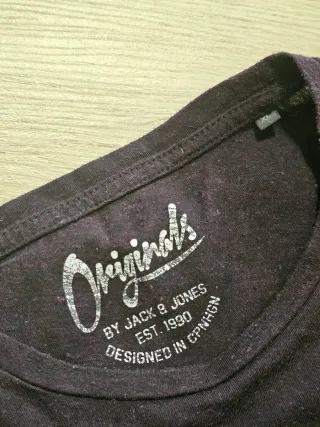 Originals
BY JACK & JONES
EST. 1990
DESIGNED IN CPNHGN